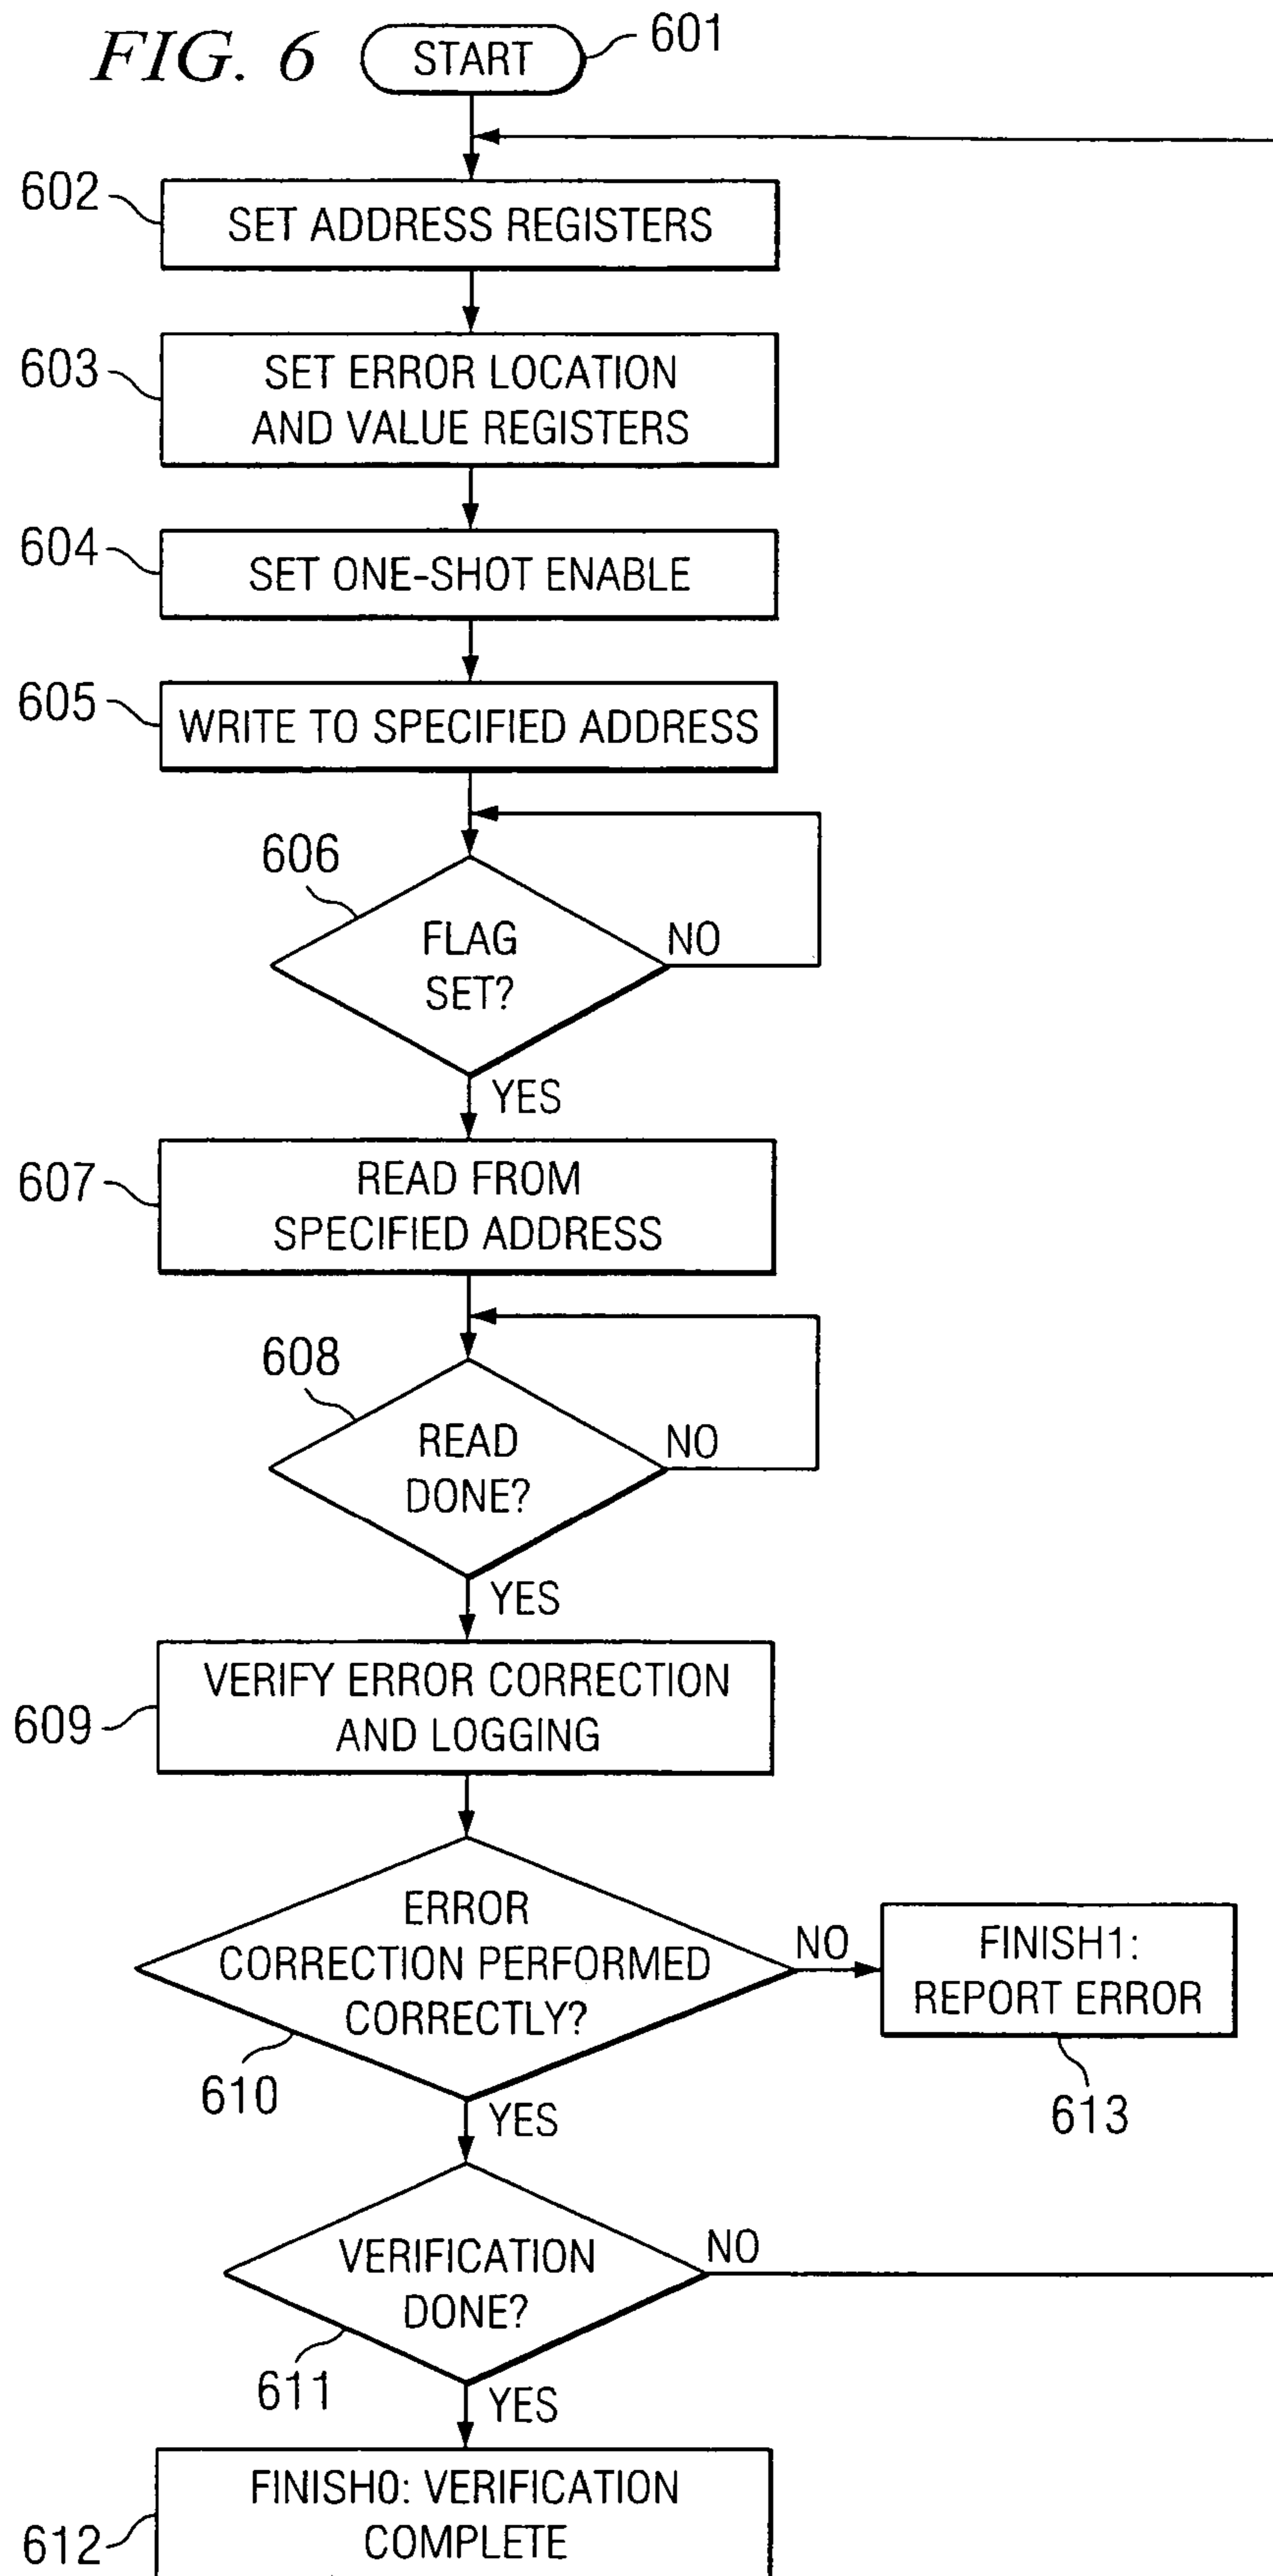 FIG. 6
START
601
602
SET ADDRESS REGISTERS
603
SET ERROR LOCATION
AND VALUE REGISTERS
604
SET ONE-SHOT ENABLE
605
WRITE TO SPECIFIED ADDRESS
606
FLAG
SET?
NO
YES
607
READ FROM
SPECIFIED ADDRESS
608
READ
DONE?
NO
YES
609
VERIFY ERROR CORRECTION
AND LOGGING
ERROR
CORRECTION PERFORMED
CORRECTLY?
610
NO
FINISH1:
REPORT ERROR
613
YES
VERIFICATION
DONE?
611
NO
YES
FINISH0: VERIFICATION
COMPLETE
612